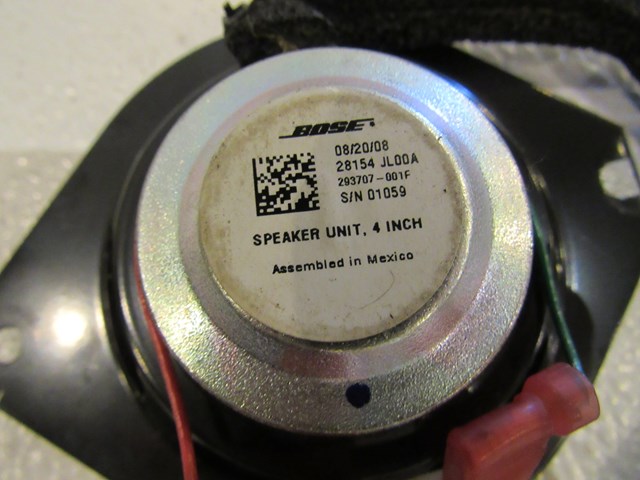 BOSE
08/20/08
28154 JL00A
293707-001F
S/N 01059
SPEAKER UNIT, 4 INCH
Assembled in Mexico